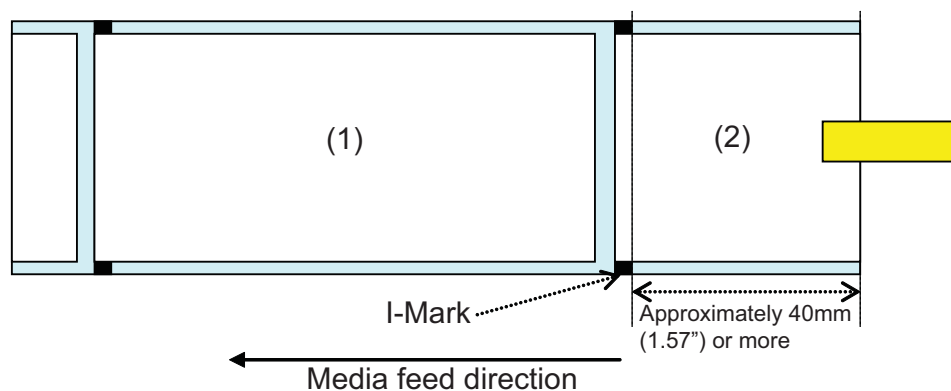 (1)
(2)
I-Mark
Approximately 40mm
(1.57”) or more
Media feed direction